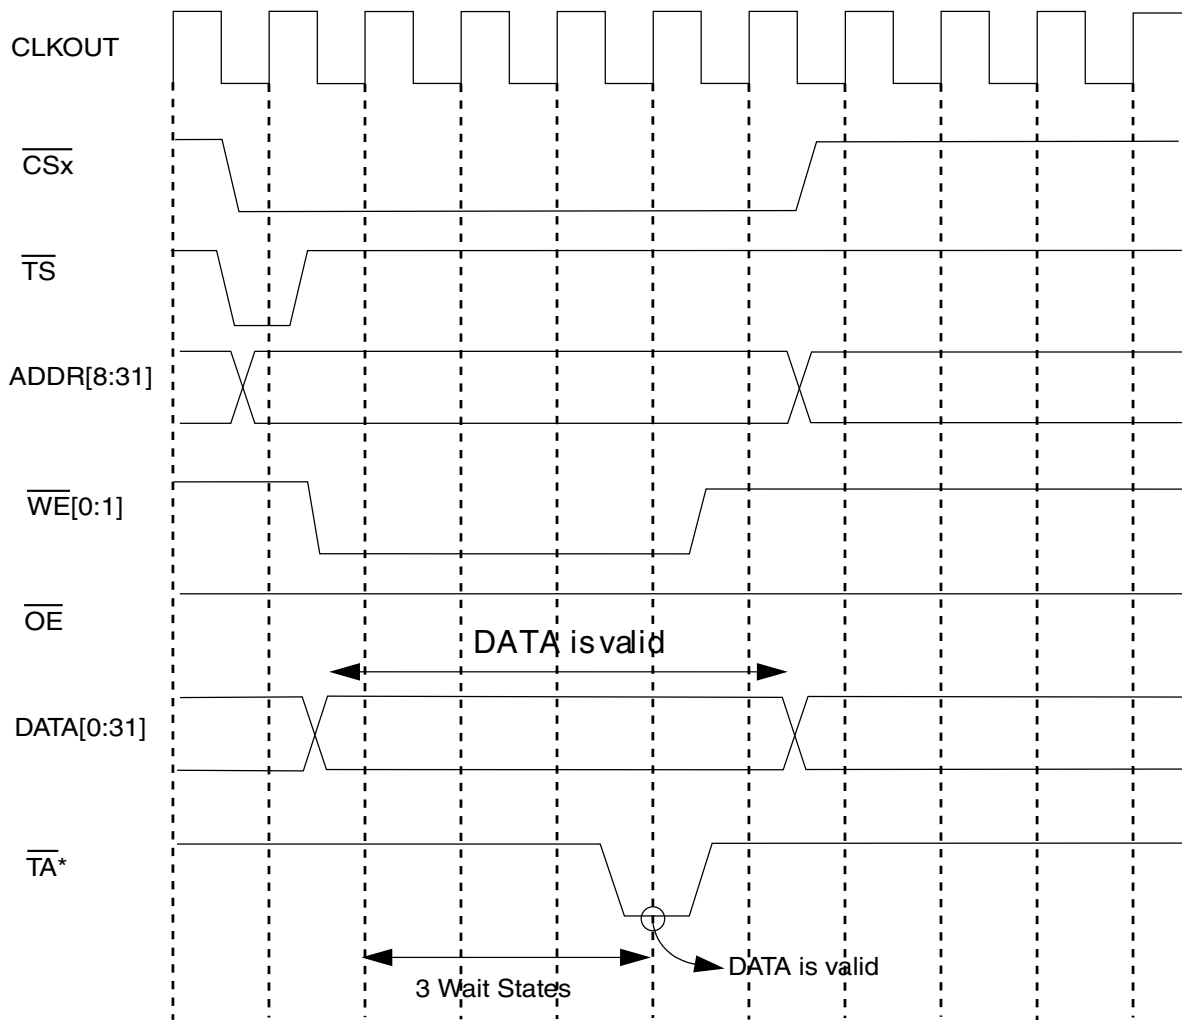 CLKOUT
CSx
TS
ADDR[8:31]
WE[0:1]
OE
DATA is valid
DATA[0:31]
TA*
DATA is valid
3 Wait States